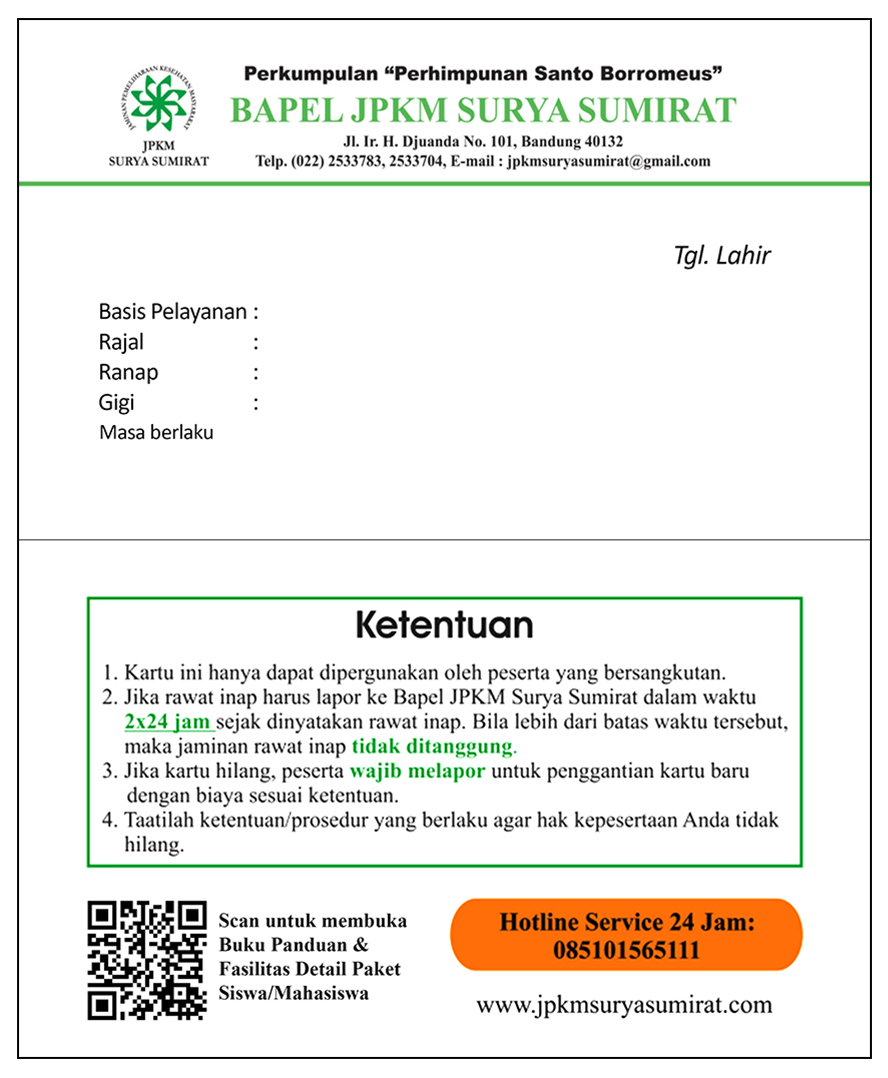 JAMINAN PEMELIHARAAN KESEHATAN MASYARAKAT
JPKM
SURYA SUMIRAT
Perkumpulan “Perhimpunan Santo Borromeus”
BAPEL JPKM SURYA SUMIRAT
Jl. Ir. H. Djuanda No. 101, Bandung 40132
Telp. (022) 2533783, 2533704, E-mail : jpkmsuryasumirat@gmail.com
Tgl. Lahir
Basis Pelayanan :
Rajal :
Ranap :
Gigi :
Masa berlaku
Ketentuan
1. Kartu ini hanya dapat dipergunakan oleh peserta yang bersangkutan.
2. Jika rawat inap harus lapor ke Bapel JPKM Surya Sumirat dalam waktu
2x24 jam sejak dinyatakan rawat inap. Bila lebih dari batas waktu tersebut,
maka jaminan rawat inap tidak ditanggung.
3. Jika kartu hilang, peserta wajib melapor untuk penggantian kartu baru
dengan biaya sesuai ketentuan.
4. Taatilah ketentuan/prosedur yang berlaku agar hak kepesertaan Anda tidak
hilang.
Scan untuk membuka
Buku Panduan &
Fasilitas Detail Paket
Siswa/Mahasiswa
Hotline Service 24 Jam:
085101565111
www.jpkmsuryasumirat.com